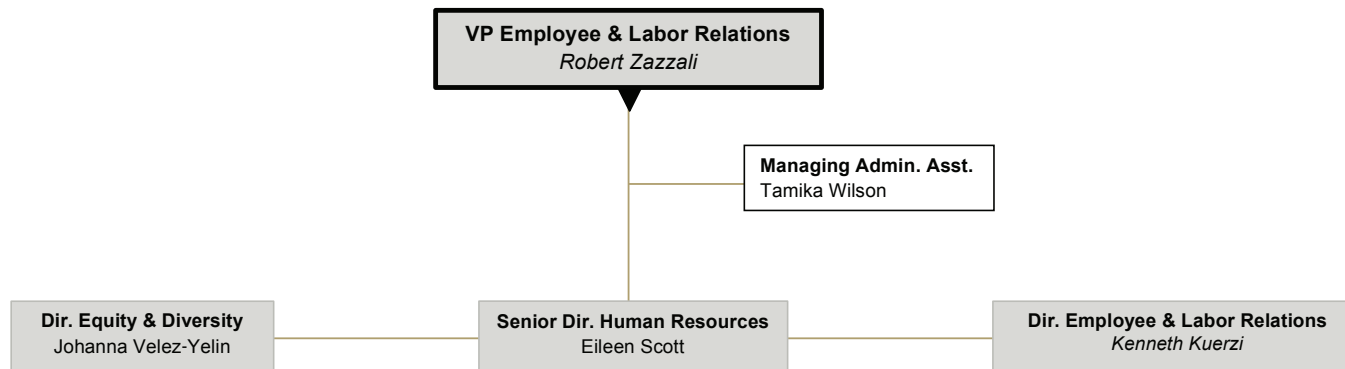 VP Employee & Labor Relations
Robert Zazzali
Managing Admin. Asst.
Tamika Wilson
Dir. Equity & Diversity
Johanna Velez-Yelin
Senior Dir. Human Resources
Eileen Scott
Dir. Employee & Labor Relations
Kenneth Kuerzi